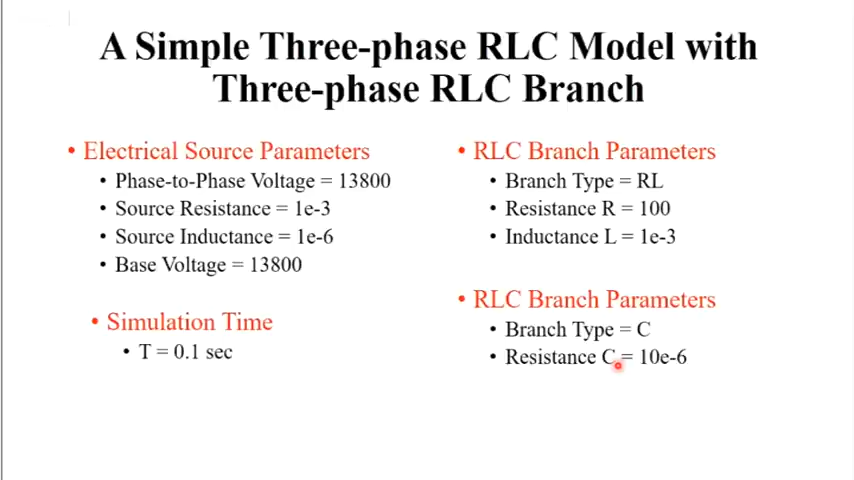 A Simple Three-phase RLC Model with
Three-phase RLC Branch
• Electrical Source Parameters
• Phase-to-Phase Voltage = 13800
• Source Resistance = 1e-3
• Source Inductance = 1e-6
• Base Voltage = 13800
• Simulation Time
• T = 0.1 sec
• RLC Branch Parameters
• Branch Type = RL
• Resistance R = 100
• Inductance L = 1e-3
• RLC Branch Parameters
• Branch Type = C
• Resistance C = 10e-6